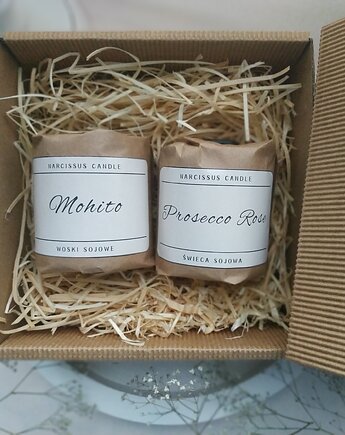 NARCISSUS CANDLE
Mohito
WOSKI SOJOWE
NARCISSUS CANDLE
Prosecco Rose
ŚWIECA SOJOWA